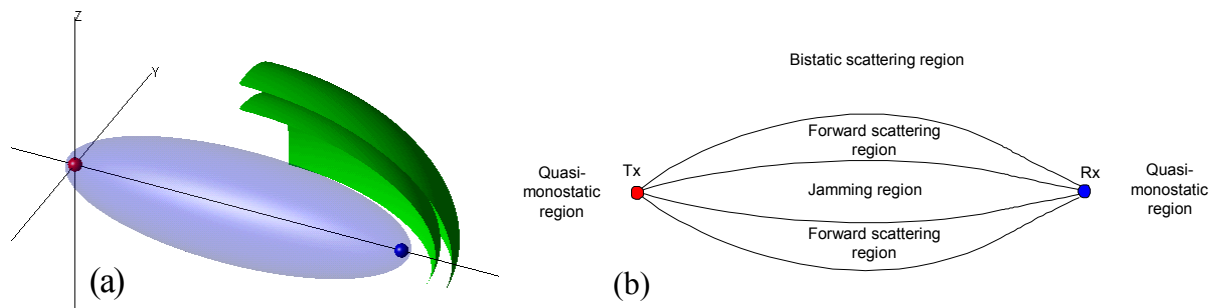 Z
Y
(a)
Bistatic scattering region
Forward scattering
region
Tx
Rx
Quasi-
monostatic
region
Jamming region
Quasi-
monostatic
region
Forward scattering
region
(b)